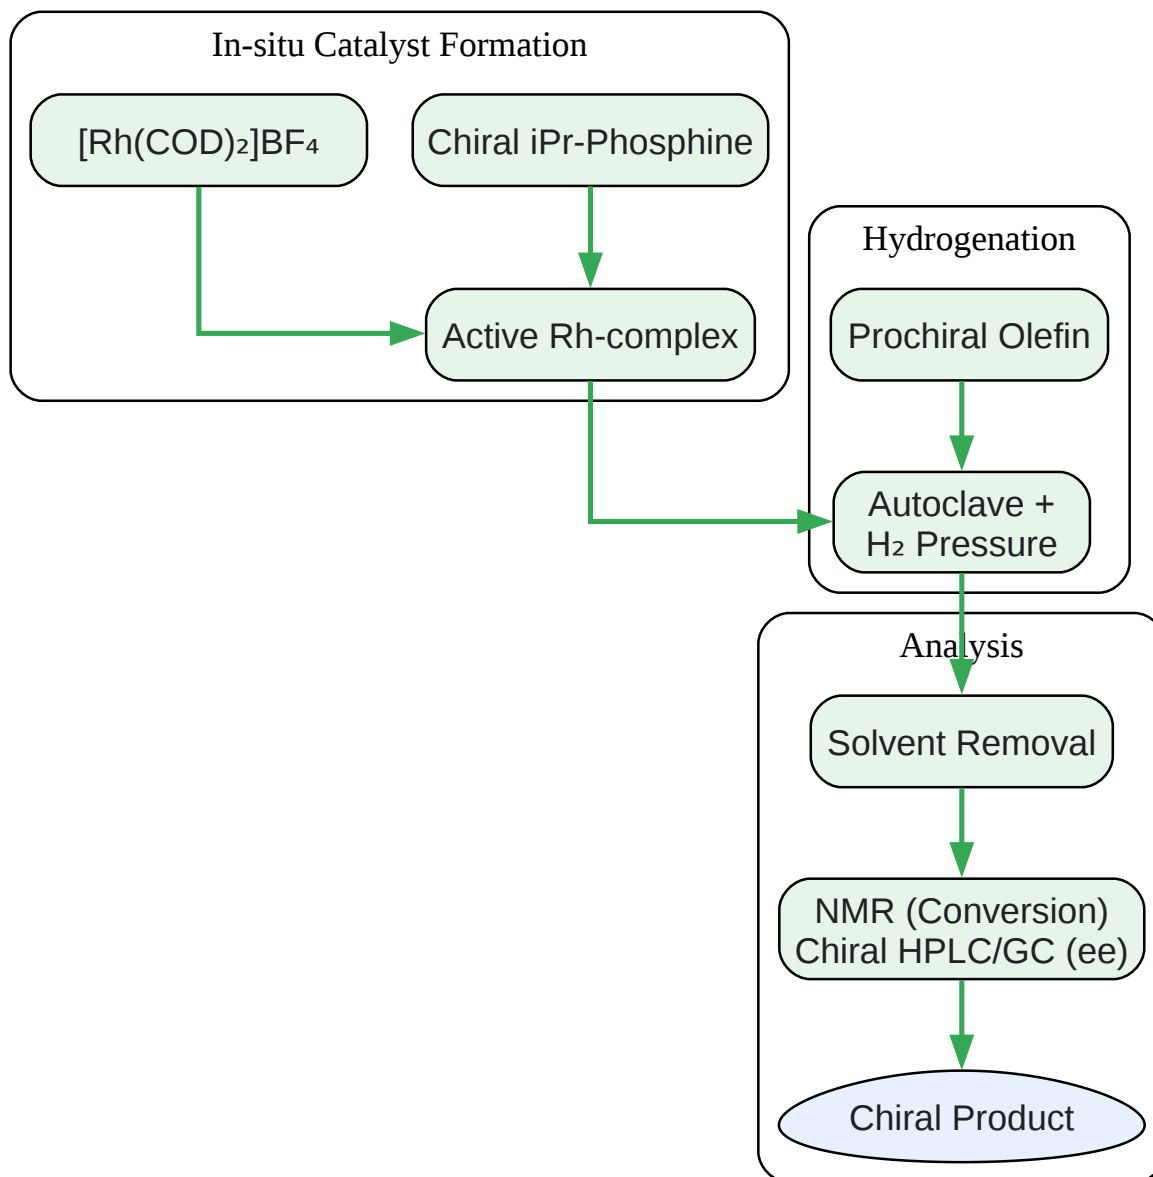 In-situ Catalyst Formation
[Rh(COD)₂]BF₄
Chiral iPr-Phosphine
Active Rh-complex
Hydrogenation
Prochiral Olefin
Autoclave +
H₂ Pressure
Analysis
Solvent Removal
NMR (Conversion)
Chiral HPLC/GC (ee)
Chiral Product